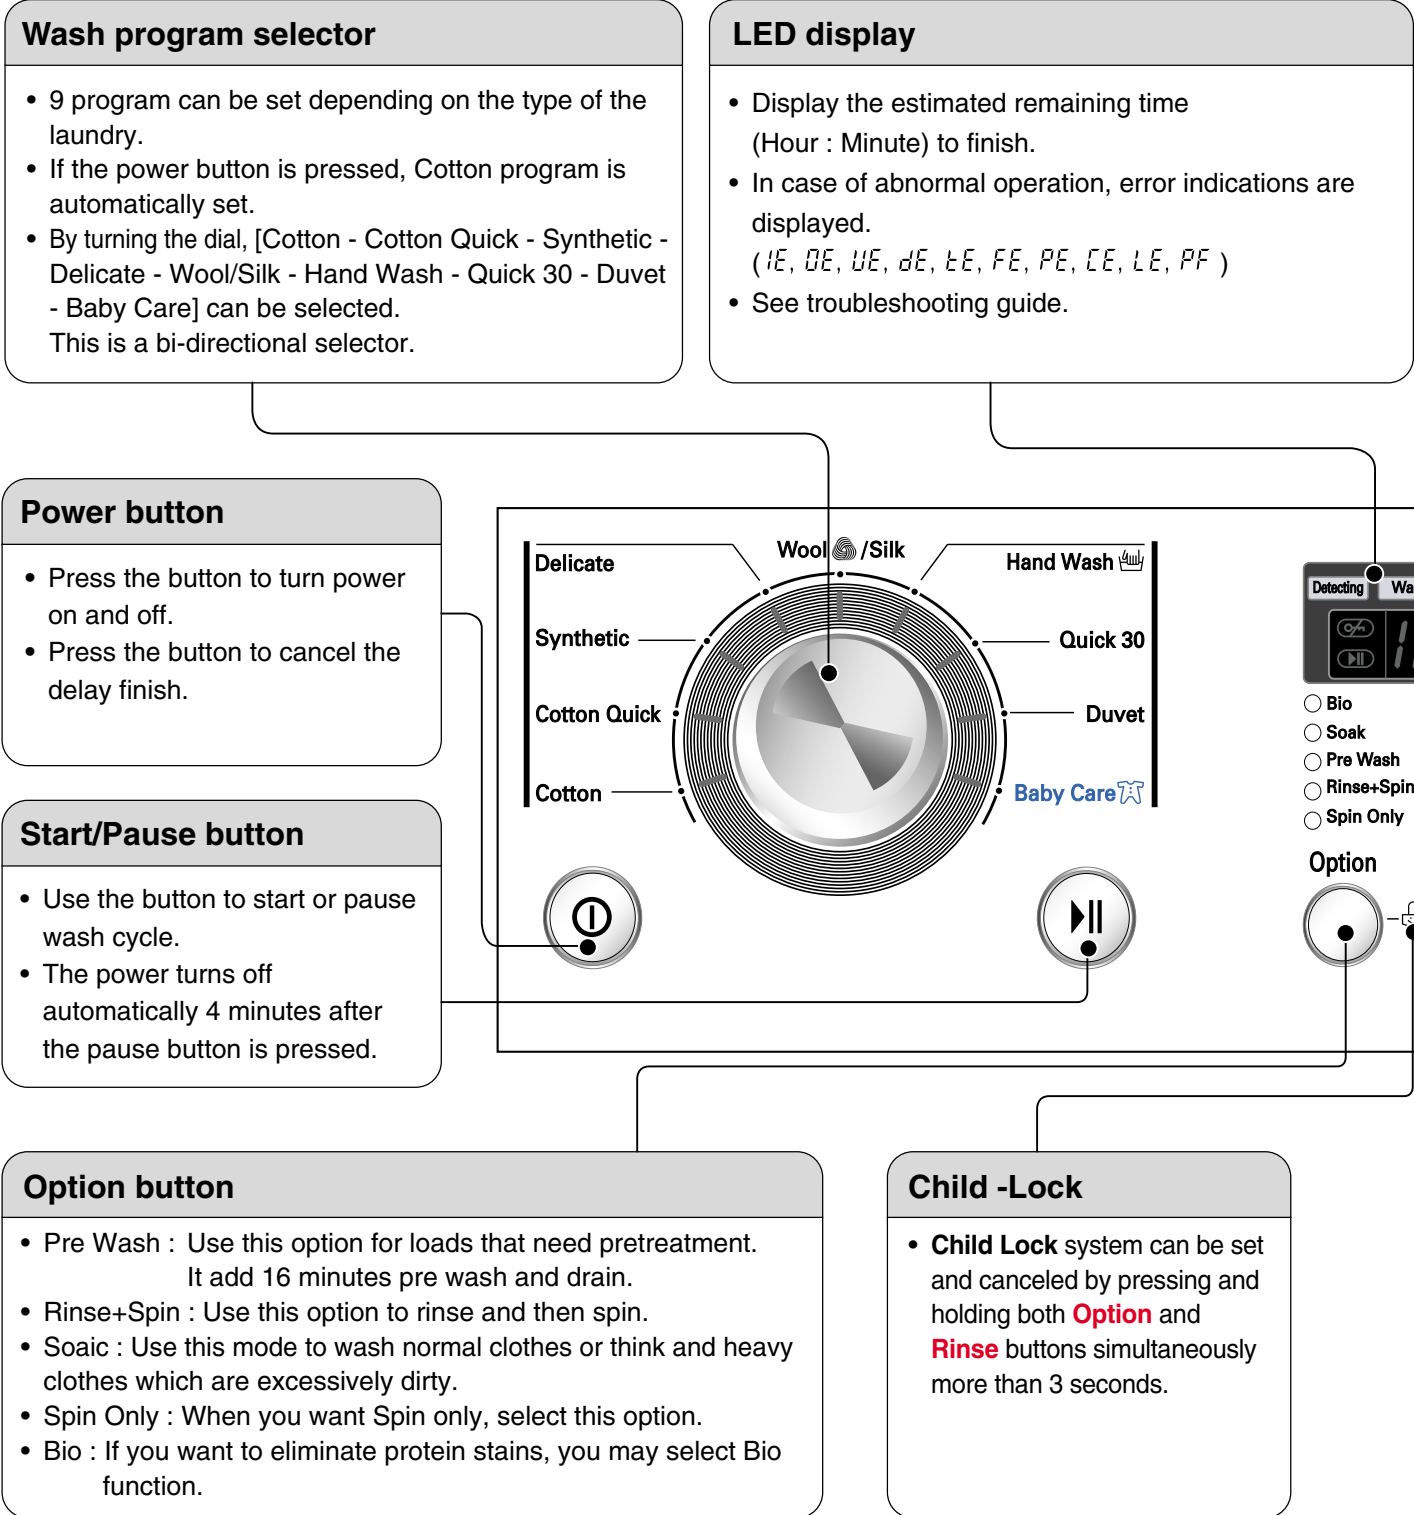 Wash program selector
• 9 program can be set depending on the type of the
laundry.
• If the power button is pressed, Cotton program is
automatically set.
• By turning the dial, [Cotton - Cotton Quick - Synthetic -
Delicate - Wool/Silk - Hand Wash - Quick 30 - Duvet
- Baby Care] can be selected.
This is a bi-directional selector.
LED display
• Display the estimated remaining time
(Hour : Minute) to finish.
• In case of abnormal operation, error indications are
displayed.
( IE, OE, UE, dE, tE, FE, PE, CE, LE, PF )
• See troubleshooting guide.
Power button
• Press the button to turn power
on and off.
• Press the button to cancel the
delay finish.
Start/Pause button
• Use the button to start or pause
wash cycle.
• The power turns off
automatically 4 minutes after
the pause button is pressed.
Delicate
Wool /Silk
Hand Wash
Synthetic
Quick 30
Cotton Quick
Duvet
Cotton
Baby Care
Detecting Wa
Bio
Soak
Pre Wash
Rinse+Spin
Spin Only
Option
Option button
• Pre Wash : Use this option for loads that need pretreatment.
It add 16 minutes pre wash and drain.
• Rinse+Spin : Use this option to rinse and then spin.
• Soaic : Use this mode to wash normal clothes or think and heavy
clothes which are excessively dirty.
• Spin Only : When you want Spin only, select this option.
• Bio : If you want to eliminate protein stains, you may select Bio
function.
Child -Lock
• Child Lock system can be set
and canceled by pressing and
holding both Option and
Rinse buttons simultaneously
more than 3 seconds.